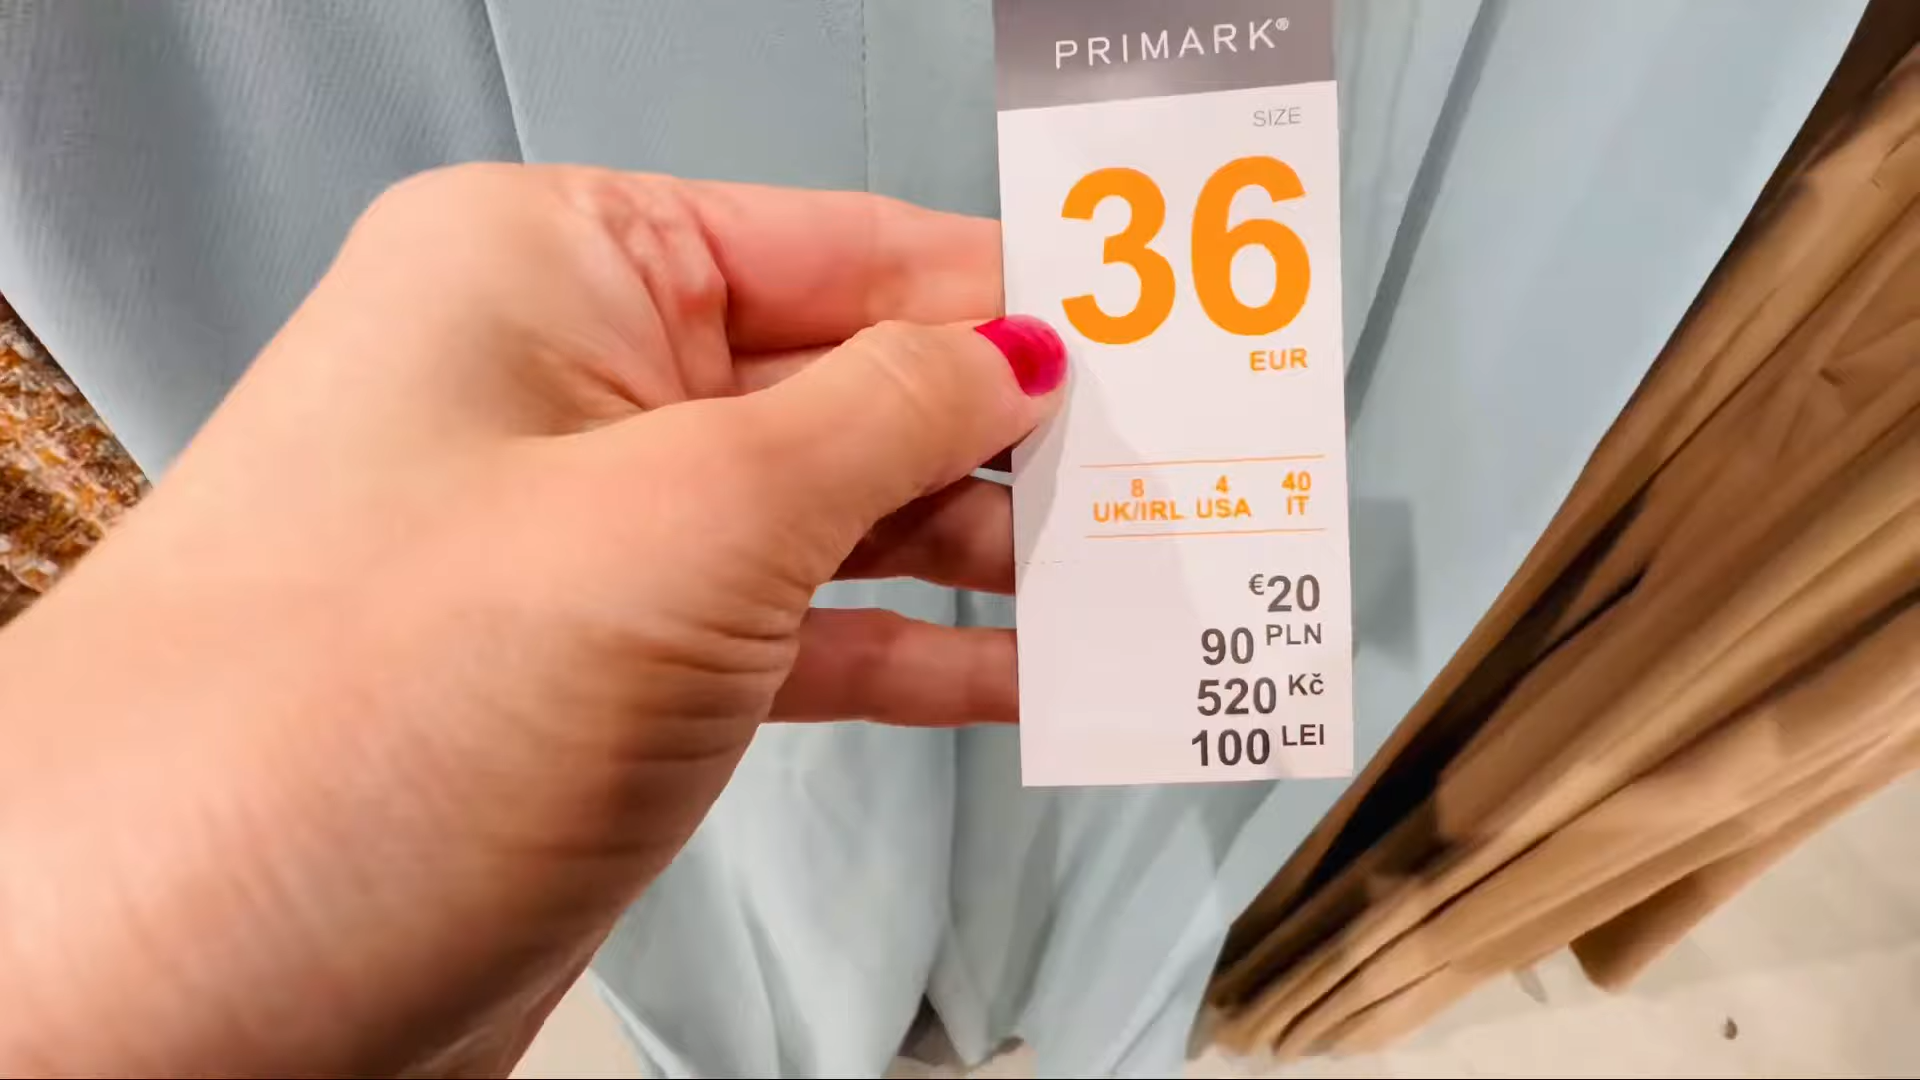 PRIMARK®
SIZE
36
EUR
8 4 40
UK/IRL USA IT
€20
90 PLN
520 Kč
100 LEI